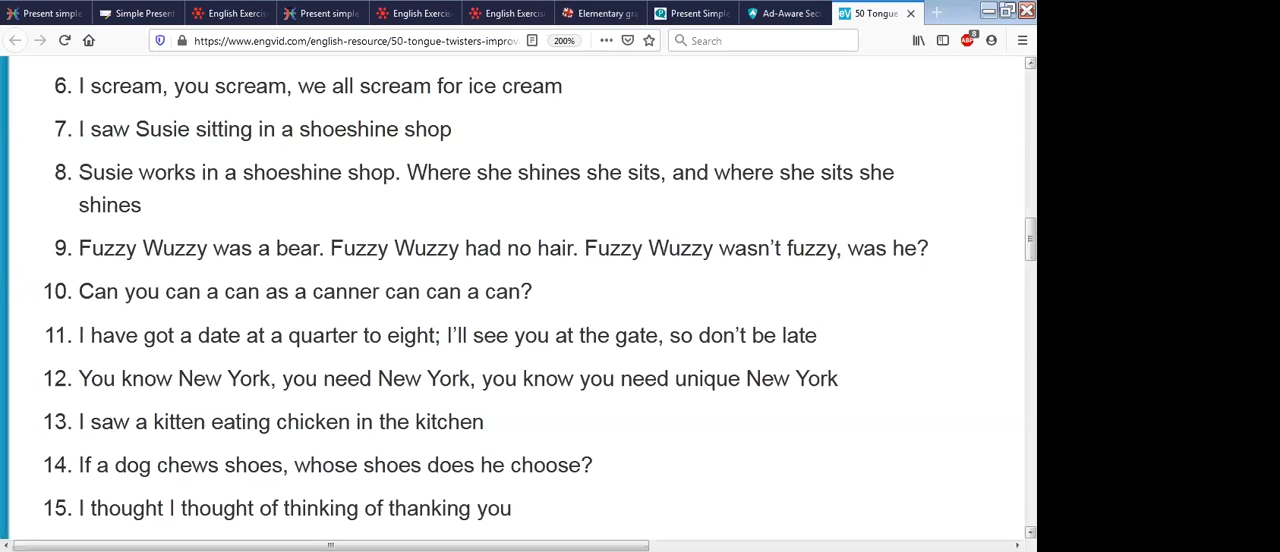 Present simple
Simple Present
English Exercis
Present simple
English Exercis
English Exercis
Elementary gra
Present Simple
Ad-Aware Sec
50 Tongue
https://www.engvid.com/english-resource/50-tongue-twisters-improv
200%
Search
8
6. I scream, you scream, we all scream for ice cream
7. I saw Susie sitting in a shoeshine shop
8. Susie works in a shoeshine shop. Where she shines she sits, and where she sits she
shines
9. Fuzzy Wuzzy was a bear. Fuzzy Wuzzy had no hair. Fuzzy Wuzzy wasn’t fuzzy, was he?
10. Can you can a can as a canner can can a can?
11. I have got a date at a quarter to eight; I’ll see you at the gate, so don’t be late
12. You know New York, you need New York, you know you need unique New York
13. I saw a kitten eating chicken in the kitchen
14. If a dog chews shoes, whose shoes does he choose?
15. I thought I thought of thinking of thanking you